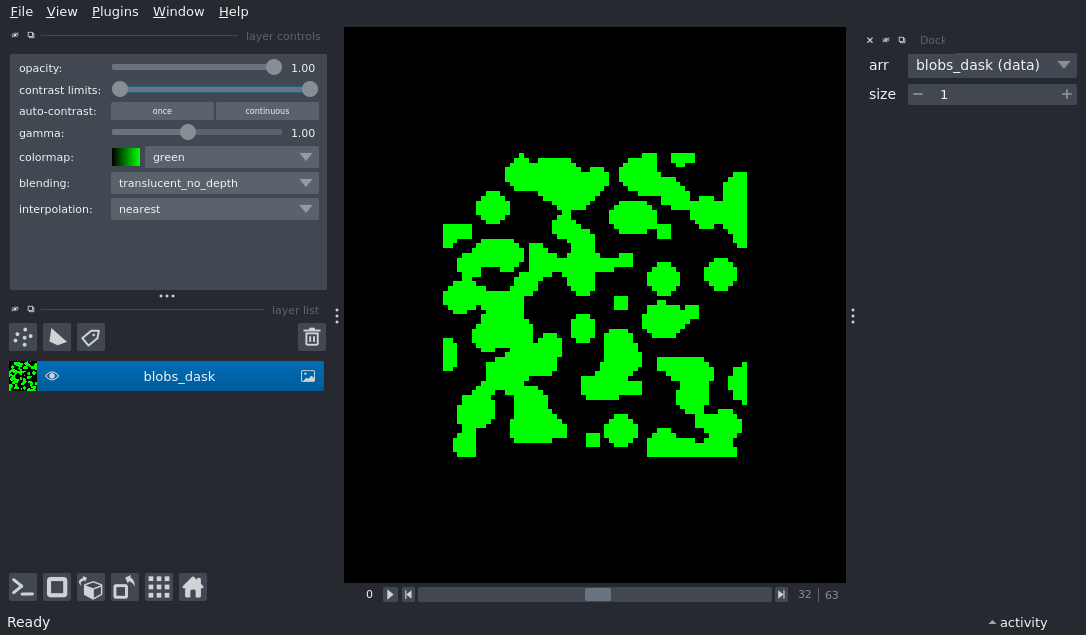 File View Plugins Window Help
layer controls
opacity: 1.00
contrast limits:
auto-contrast: once continuous
gamma: 1.00
colormap: green
blending: translucent_no_depth
interpolation: nearest
layer list
blobs_dask
0 32 63
Ready
Dock
arr blobs_dask (data)
size 1
activity